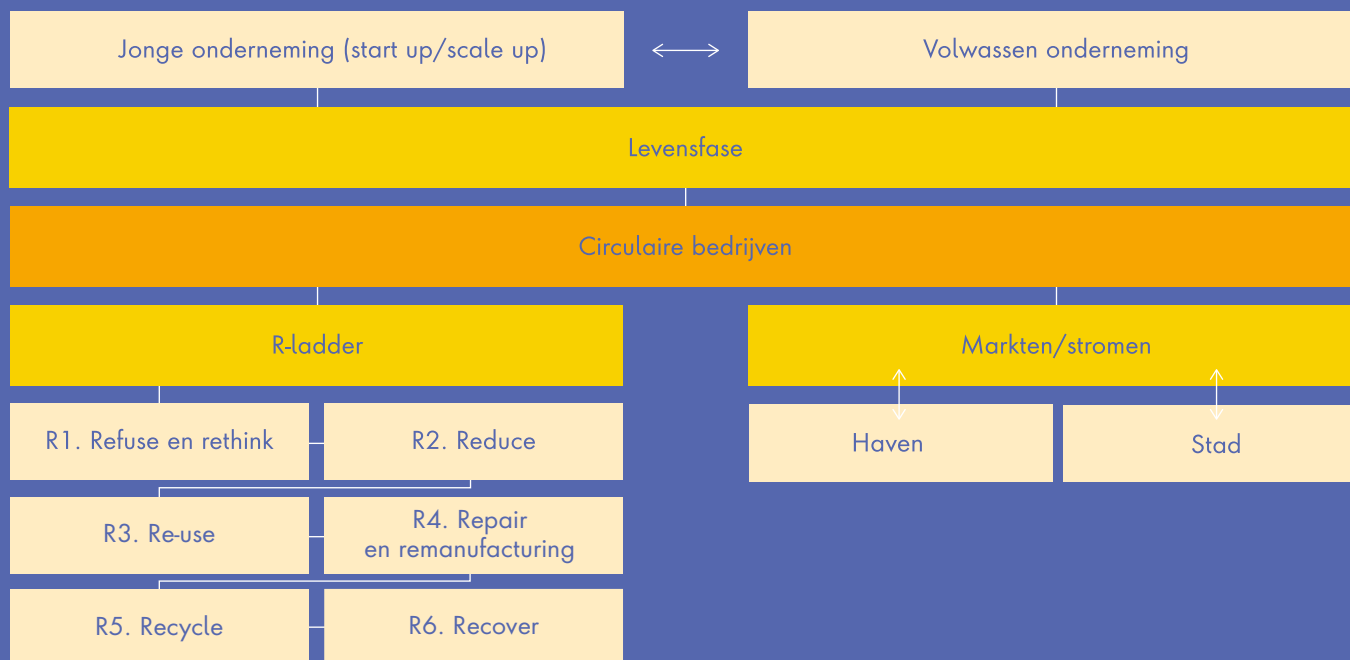 Jonge onderneming (start up/scale up)
Volwassen onderneming
Levensfase
Circulaire bedrijven
R-ladder
Markten/stromen
R1. Refuse en rethink
R2. Reduce
Haven
Stad
R3. Re-use
R4. Repair
en remanufacturing
R5. Recycle
R6. Recover